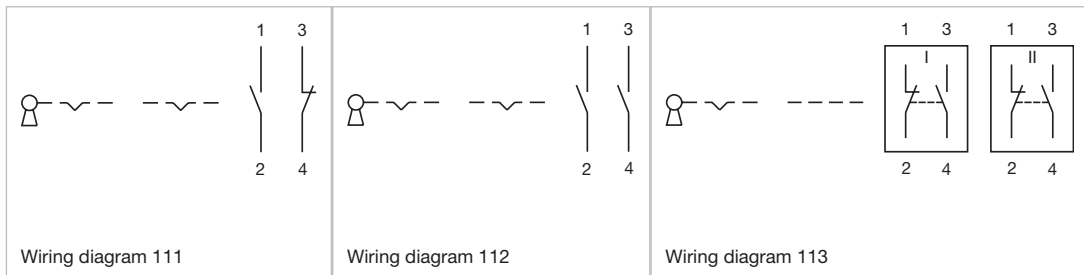 1 3
2 4
Wiring diagram 111
1 3
2 4
Wiring diagram 112
1 3 1 3
I II
2 4 2 4
Wiring diagram 113